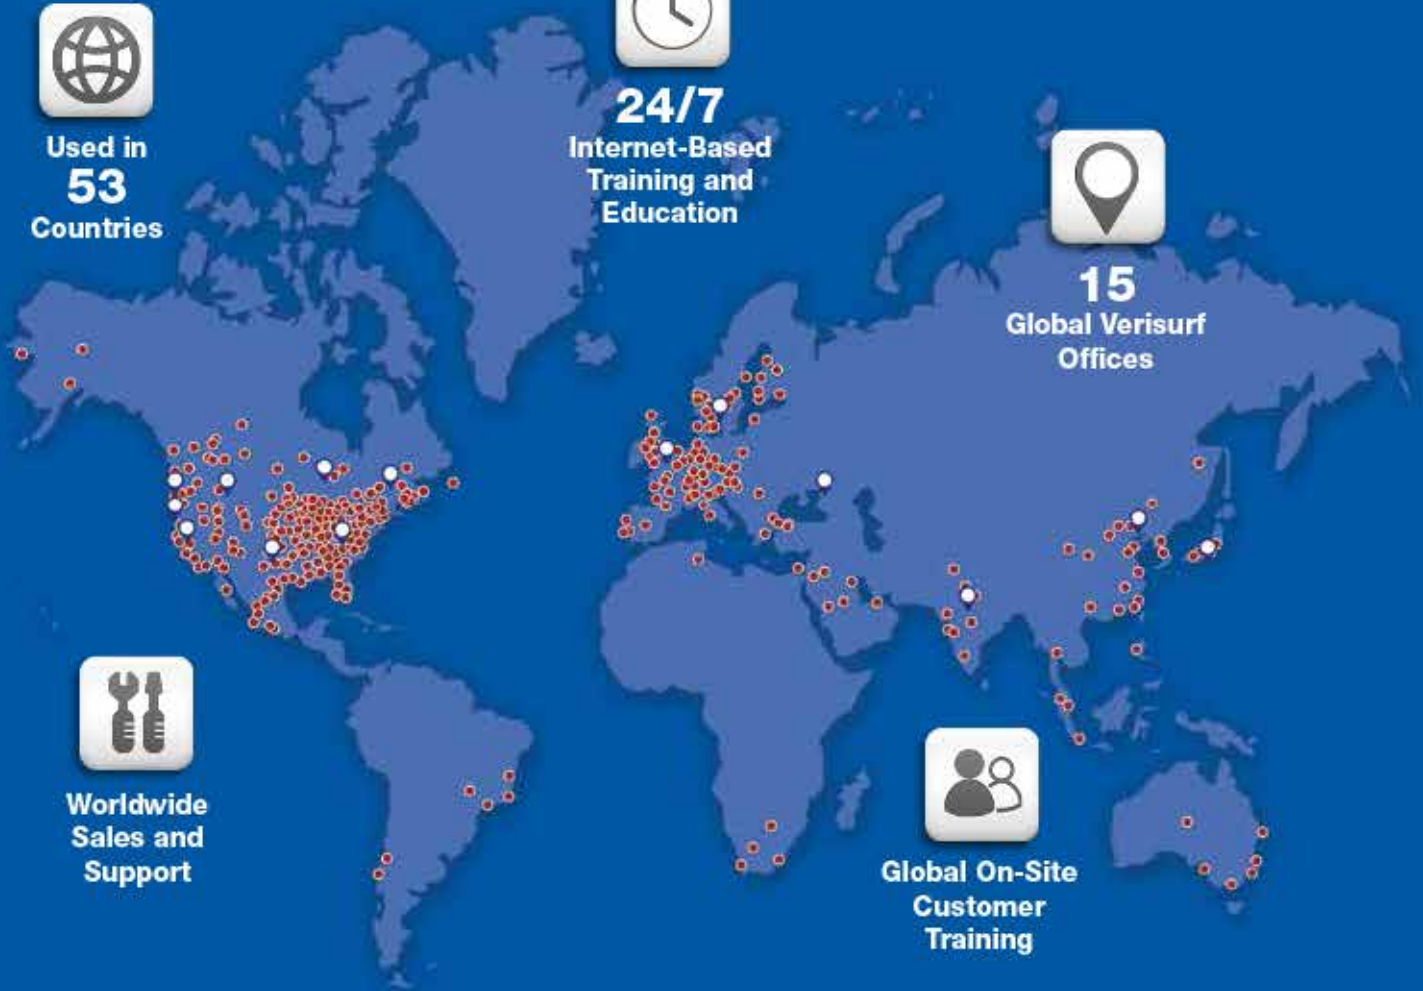 Used in
53
Countries
24/7
Internet-Based
Training and
Education
15
Global Verisurf
Offices
Worldwide
Sales and
Support
Global On-Site
Customer
Training